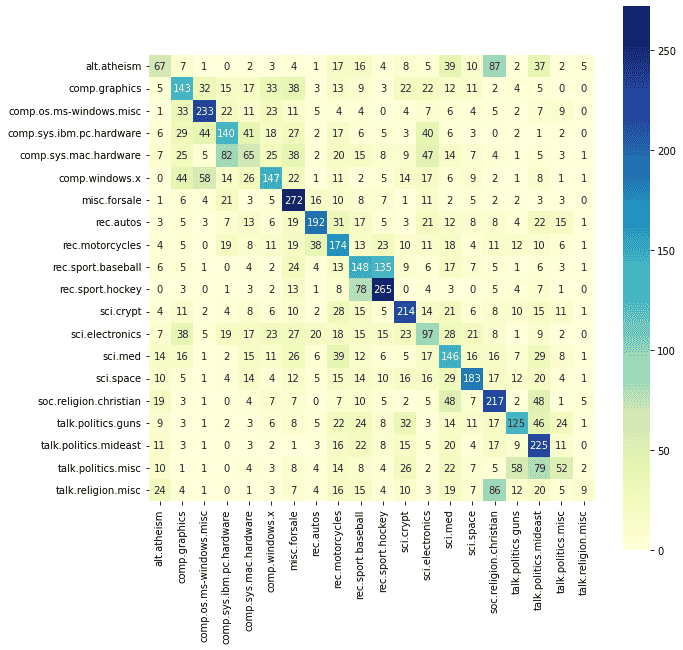 alt.atheism 67 7 1 0 2 3 4 1 17 16 4 8 5 39 10 87 2 37 2 5
comp.graphics 5 143 32 15 17 33 38 3 13 9 3 22 22 12 11 2 4 5 0 0
comp.os.ms-windows.misc 1 33 233 22 11 23 11 5 4 4 0 4 7 6 4 5 2 7 9 0
comp.sys.ibm.pc.hardware 6 29 44 140 41 18 27 2 17 6 5 3 40 6 3 0 2 1 2 0
comp.sys.mac.hardware 7 25 5 82 65 25 38 2 20 15 8 9 47 14 7 4 1 5 3 1
comp.windows.x 0 44 58 14 26 147 22 1 11 2 5 14 17 6 9 2 1 8 1 1
misc.forsale 1 6 4 21 3 5 272 16 10 8 7 1 11 2 5 2 2 3 3 0
rec.autos 3 5 3 7 13 6 19 192 31 17 5 3 21 12 8 8 4 22 15 1
rec.motorcycles 4 5 0 19 8 11 19 38 174 13 23 10 11 18 4 11 12 10 6 1
rec.sport.baseball 6 5 1 0 4 2 24 4 13 148 135 9 6 17 7 5 1 6 3 1
rec.sport.hockey 0 3 0 1 3 2 13 1 8 78 265 0 4 3 0 5 4 7 1 0
sci.crypt 4 11 2 4 8 6 10 2 28 15 5 214 14 21 6 8 10 15 11 1
sci.electronics 7 38 5 19 17 23 23 20 18 15 15 23 97 28 21 8 1 9 2 0
sci.med 14 16 1 2 15 11 26 6 39 12 6 5 17 146 16 16 7 29 8 1
sci.space 10 5 1 4 14 4 12 5 15 14 10 16 16 29 183 17 12 20 4 1
soc.religion.christian 19 3 1 0 4 7 7 0 7 10 5 2 5 48 7 217 2 48 1 5
talk.politics.guns 9 3 1 2 3 6 8 5 22 24 8 32 3 14 11 17 125 46 24 1
talk.politics.mideast 11 3 1 0 3 2 1 3 16 22 8 15 5 20 4 17 9 225 11 0
talk.politics.misc 10 1 1 0 4 3 8 4 14 8 4 26 2 22 7 5 58 79 52 2
talk.religion.misc 24 4 1 0 1 3 7 4 16 15 4 10 3 19 7 86 12 20 5 9
alt.atheism
comp.graphics
comp.os.ms-windows.misc
comp.sys.ibm.pc.hardware
comp.sys.mac.hardware
comp.windows.x
misc.forsale
rec.autos
rec.motorcycles
rec.sport.baseball
rec.sport.hockey
sci.crypt
sci.electronics
sci.med
sci.space
soc.religion.christian
talk.politics.guns
talk.politics.mideast
talk.politics.misc
talk.religion.misc
250
200
150
100
50
0